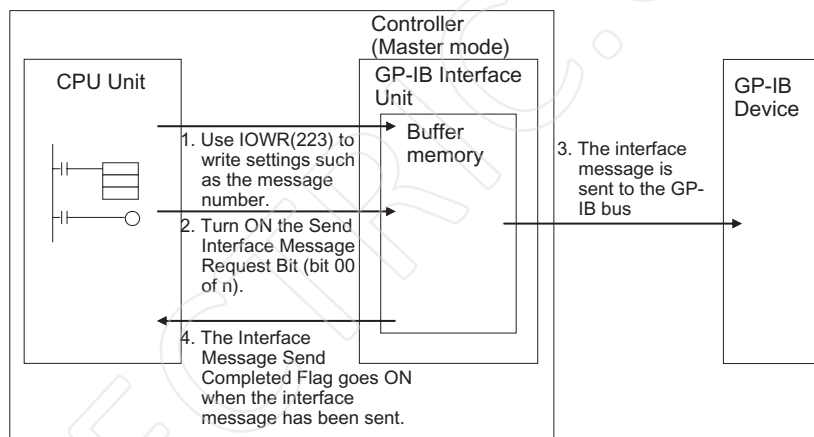 Controller
(Master mode)
CPU Unit
GP-IB Interface
Unit
Buffer
memory
GP-IB
Device
1. Use IOWR(223) to
write settings such
as the message
number.
2. Turn ON the Send
Interface Message
Request Bit (bit 00
of n).
3. The interface
message is
sent to the GP-
IB bus
4. The Interface
Message Send
Completed Flag goes ON
when the interface
message has been sent.
ECTRIC.